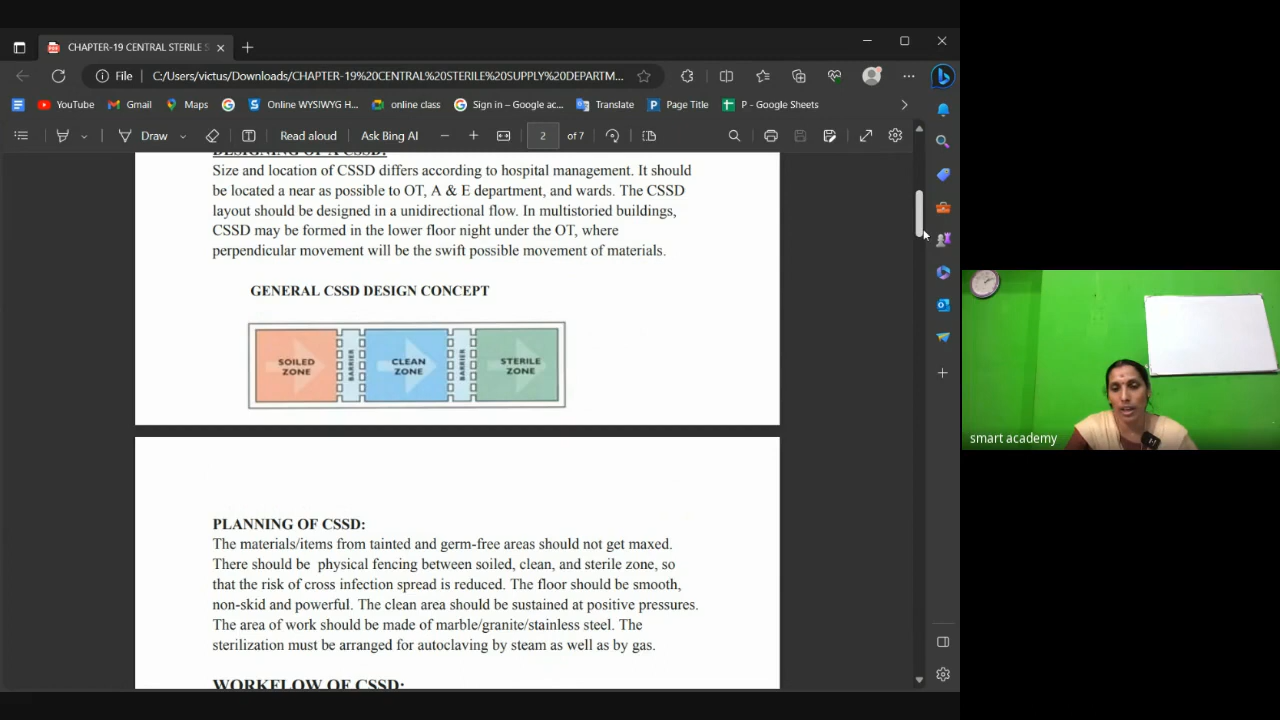 CHAPTER-19 CENTRAL STERILE S
File
C:/Users/victus/Downloads/CHAPTER-19%20CENTRAL%20STERILE%20SUPPLY%20DEPARTM...
YouTube Gmail Maps Online WYSIWYG H... online class Sign in – Google ac... Translate Page Title P - Google Sheets
Draw Read aloud Ask Bing AI 2 of 7
DESIGNING OF A CSSD:
Size and location of CSSD differs according to hospital management. It should
be located a near as possible to OT, A & E department, and wards. The CSSD
layout should be designed in a unidirectional flow. In multistoried buildings,
CSSD may be formed in the lower floor night under the OT, where
perpendicular movement will be the swift possible movement of materials.
GENERAL CSSD DESIGN CONCEPT
SOILED
ZONE
BARRIER
CLEAN
ZONE
BARRIER
STERILE
ZONE
PLANNING OF CSSD:
The materials/items from tainted and germ-free areas should not get maxed.
There should be physical fencing between soiled, clean, and sterile zone, so
that the risk of cross infection spread is reduced. The floor should be smooth,
non-skid and powerful. The clean area should be sustained at positive pressures.
The area of work should be made of marble/granite/stainless steel. The
sterilization must be arranged for autoclaving by steam as well as by gas.
WORKFLOW OF CSSD:
smart academy